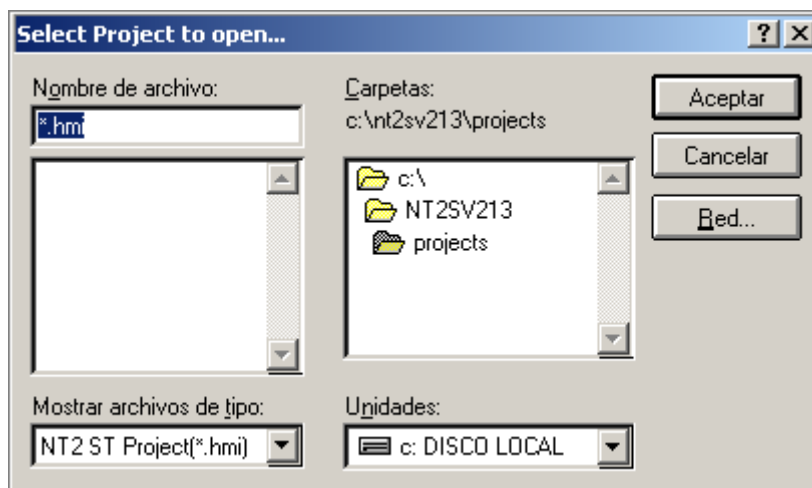 Select Project to open...
Nombre de archivo:
*.hmi
Carpetas:
c:\nt2sv213\projects
c:\
NT2SV213
projects
Aceptar
Cancelar
Red...
Mostrar archivos de tipo:
NT2 ST Project(*.hmi)
Unidades:
c: DISCO LOCAL